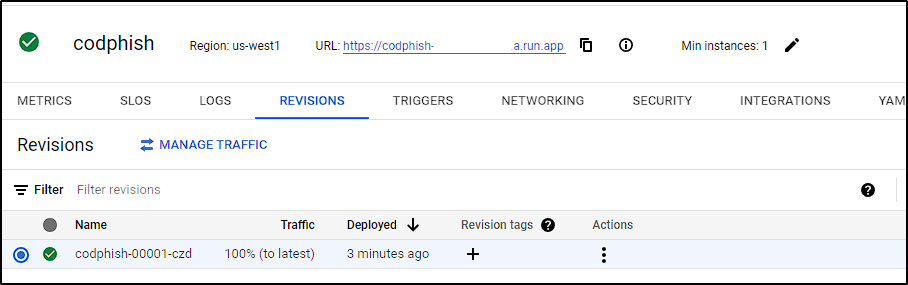 codphish Region: us-west1 URL: https://codphish- .a.run.app Min instances: 1
METRICS SLOS LOGS REVISIONS TRIGGERS NETWORKING SECURITY INTEGRATIONS YAM
Revisions MANAGE TRAFFIC
Filter Filter revisions
Name Traffic Deployed Revision tags Actions
codphish-00001-czd 100% (to latest) 3 minutes ago